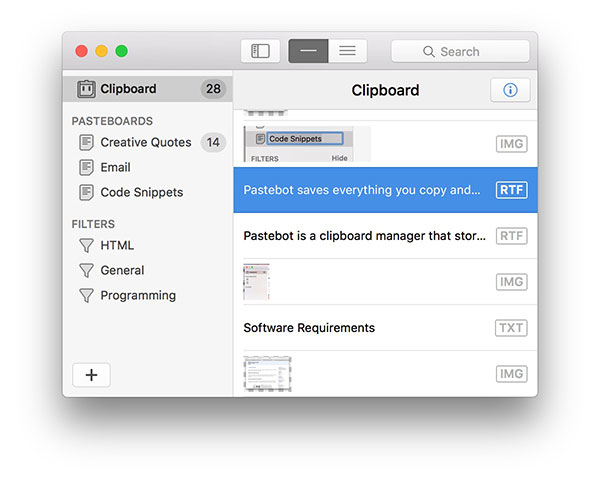 Search
Clipboard 28
PASTEBOARDS
Creative Quotes 14
Email
Code Snippets
FILTERS
HTML
General
Programming
+
Clipboard
Code Snippets
FILTERS Hide
IMG
Pastebot saves everything you copy and... RTF
Pastebot is a clipboard manager that stor... RTF
IMG
Software Requirements TXT
IMG